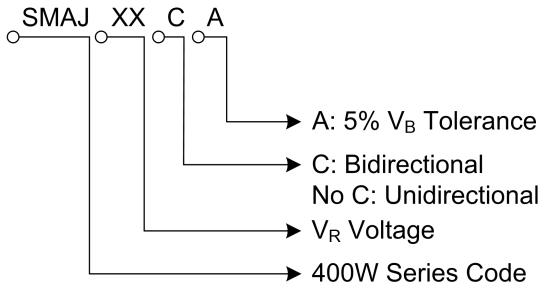 SMAJ XX C A
A: 5% VB Tolerance
C: Bidirectional
No C: Unidirectional
VR Voltage
400W Series Code